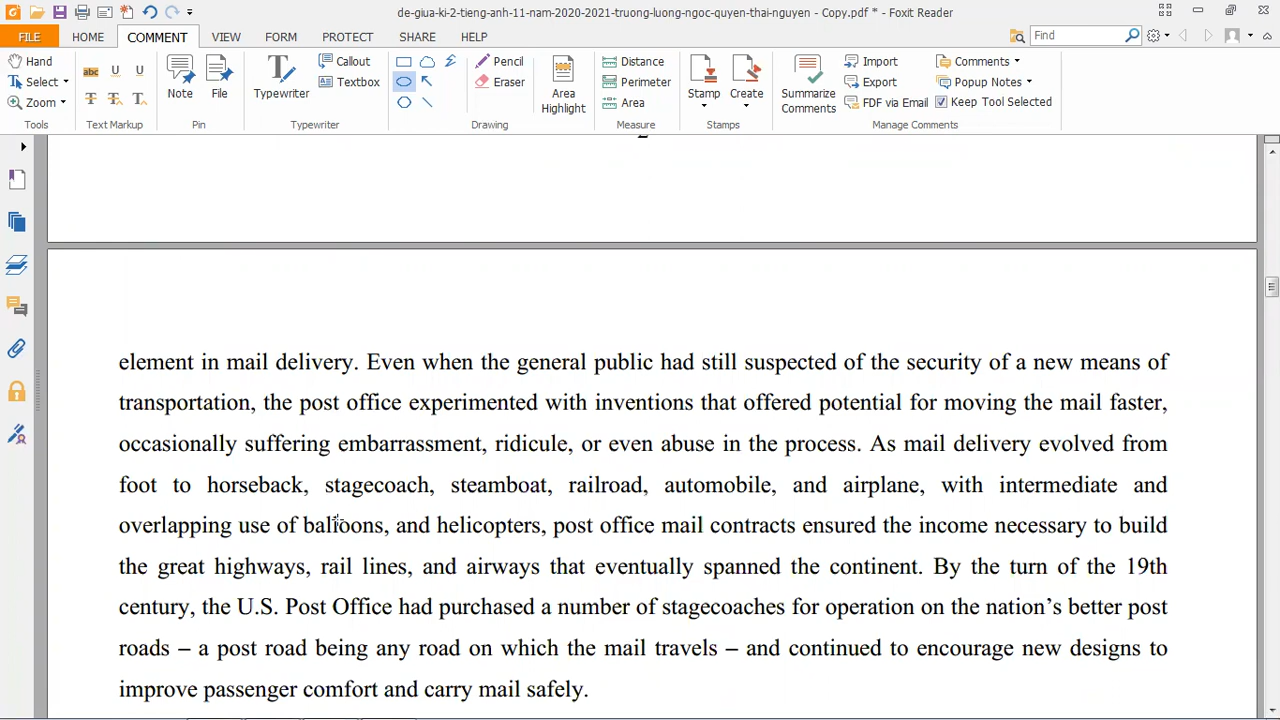 de-giua-ki-2-tieng-anh-11-nam-2020-2021-truong-luong-ngoc-quyen-thai-nguyen - Copy.pdf * - Foxit Reader
FILE HOME COMMENT VIEW FORM PROTECT SHARE HELP
Find
Hand
Select
Zoom
Tools
abc U U
T T T
Text Markup
Note
File
Pin
Typewriter
Callout
Textbox
Typewriter
Pencil
Eraser
Area
Highlight
Drawing
Distance
Perimeter
Area
Measure
Stamp
Create
Stamps
Summarize
Comments
Import
Export
FDF via Email
Comments
Popup Notes
Keep Tool Selected
Manage Comments
element in mail delivery. Even when the general public had still suspected of the security of a new means of
transportation, the post office experimented with inventions that offered potential for moving the mail faster,
occasionally suffering embarrassment, ridicule, or even abuse in the process. As mail delivery evolved from
foot to horseback, stagecoach, steamboat, railroad, automobile, and airplane, with intermediate and
overlapping use of balloons, and helicopters, post office mail contracts ensured the income necessary to build
the great highways, rail lines, and airways that eventually spanned the continent. By the turn of the 19th
century, the U.S. Post Office had purchased a number of stagecoaches for operation on the nation’s better post
roads – a post road being any road on which the mail travels – and continued to encourage new designs to
improve passenger comfort and carry mail safely.